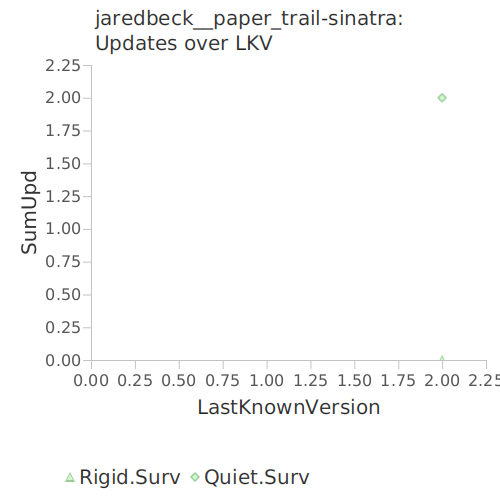 jaredbeck__paper_trail-sinatra:
Updates over LKV
2.25
2.00
1.75
1.50
1.25
1.00
0.75
0.50
0.25
0.00
SumUpd
0.00 0.25 0.50 0.75 1.00 1.25 1.50 1.75 2.00 2.25
LastKnownVersion
Rigid.Surv Quiet.Surv